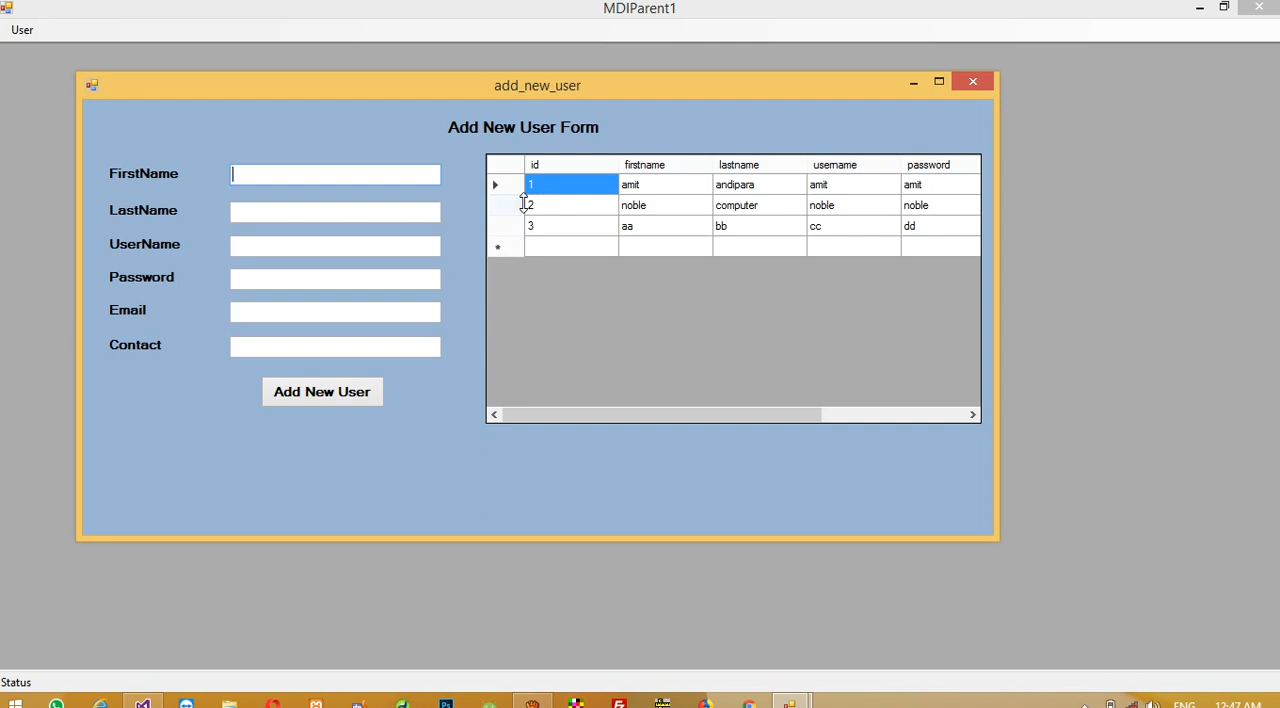 MDIParent1
User
add_new_user
Add New User Form
FirstName
LastName
UserName
Password
Email
Contact
Add New User
id firstname lastname username password
1 amit andipara amit amit
2 noble computer noble noble
3 aa bb cc dd
Status
ENG 12:47 AM